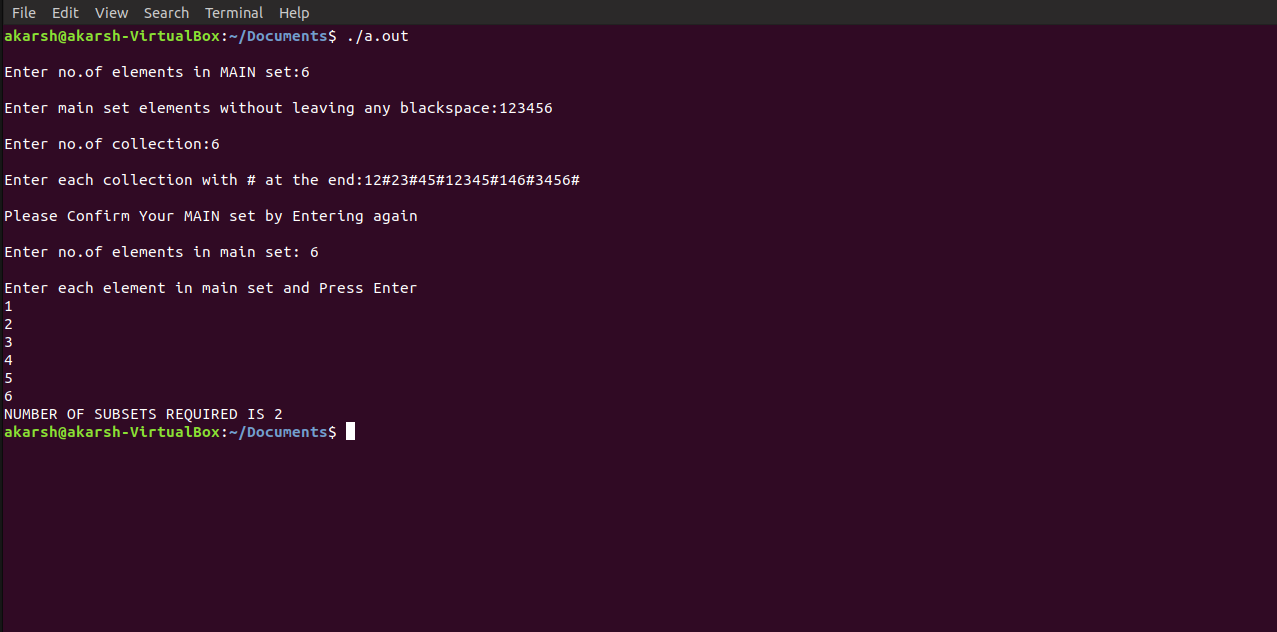 File Edit View Search Terminal Help
akarsh@akarsh-VirtualBox:~/Documents$ ./a.out
Enter no.of elements in MAIN set:6
Enter main set elements without leaving any blackspace:123456
Enter no.of collection:6
Enter each collection with # at the end:12#23#45#12345#146#3456#
Please Confirm Your MAIN set by Entering again
Enter no.of elements in main set: 6
Enter each element in main set and Press Enter
1
2
3
4
5
6
NUMBER OF SUBSETS REQUIRED IS 2
akarsh@akarsh-VirtualBox:~/Documents$